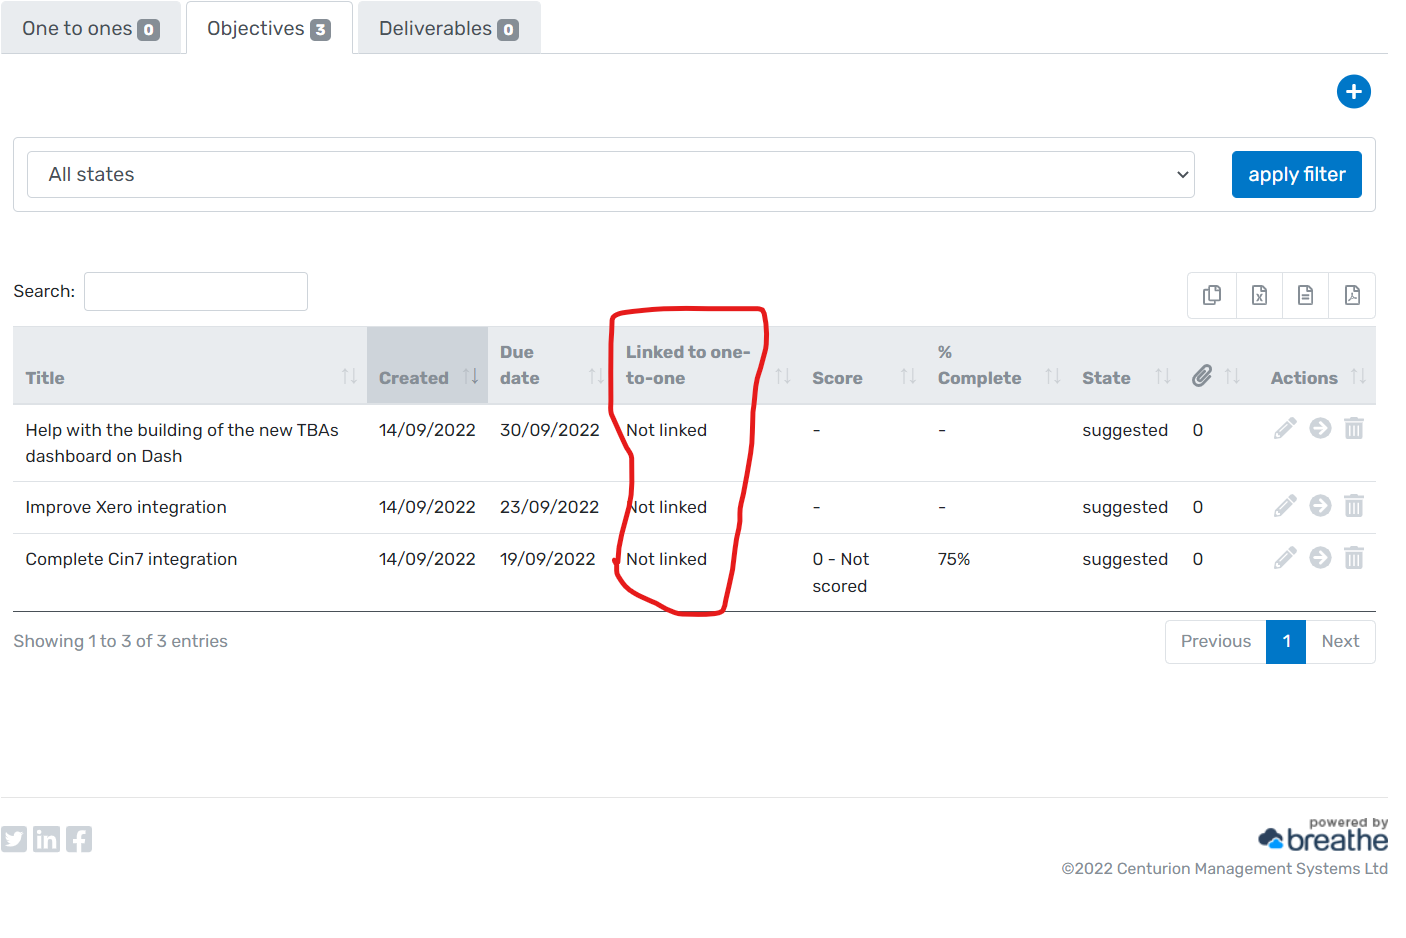 One to ones 0 Objectives 3 Deliverables 0
All states apply filter
Search:
Title Created Due date Linked to one-to-one Score % Complete State Actions
Help with the building of the new TBAs dashboard on Dash 14/09/2022 30/09/2022 Not linked - - suggested 0
Improve Xero integration 14/09/2022 23/09/2022 Not linked - - suggested 0
Complete Cin7 integration 14/09/2022 19/09/2022 Not linked 0 - Not scored 75% suggested 0
Showing 1 to 3 of 3 entries Previous 1 Next
powered by
breathe
©2022 Centurion Management Systems Ltd